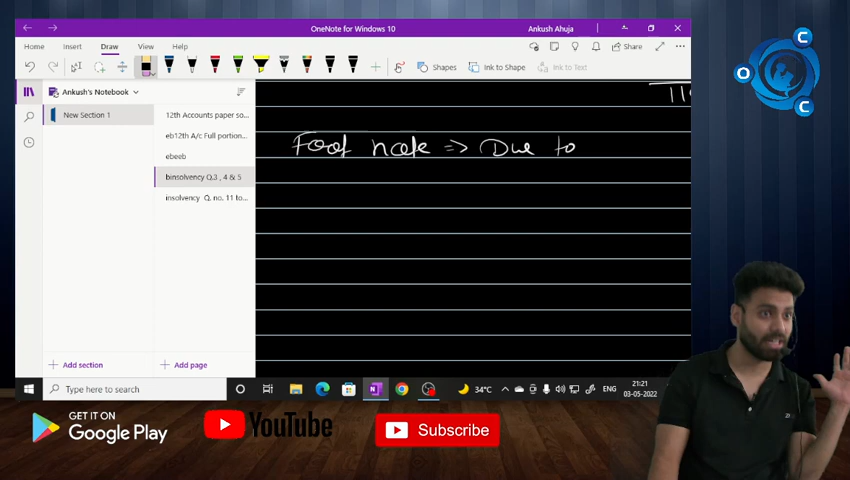 OneNote for Windows 10
Ankush Ahuja
Home Insert Draw View Help
Share
Shapes
Ink to Shape
Ink to Text
Ankush's Notebook
New Section 1
12th Accounts paper so...
eb12th A/c Full portion...
ebeeb
binsolvency Q,3 , 4 & 5
insolvency Q. no. 11 to...
Foot note => Due to
Add section
Add page
Type here to search
34°C
ENG
21:21
03-05-2022
O C C
GET IT ON
Google Play
YouTube
Subscribe